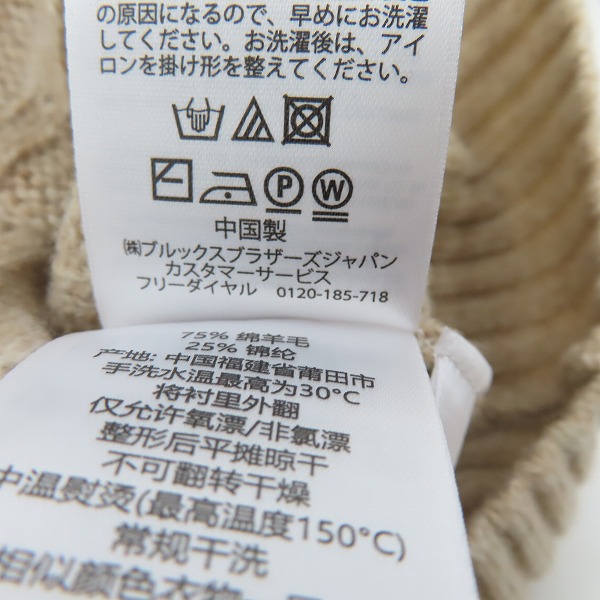 の原因になるので、早めにお洗濯
してください。お洗濯後は、アイ
ロンを掛け形を整えてください。
P W
中国製
㈱ブルックスブラザーズジャパン
カスタマーサービス
フリーダイヤル 0120-185-718
75% 绵羊毛
25% 锦纶
产地: 中国福建省莆田市
手洗水温最高为30°C
将衬里外翻
仅允许氧漂/非氯漂
整形后平摊晾干
不可翻转干燥
中温熨烫(最高温度150°C)
常规干洗
相似颜色衣物